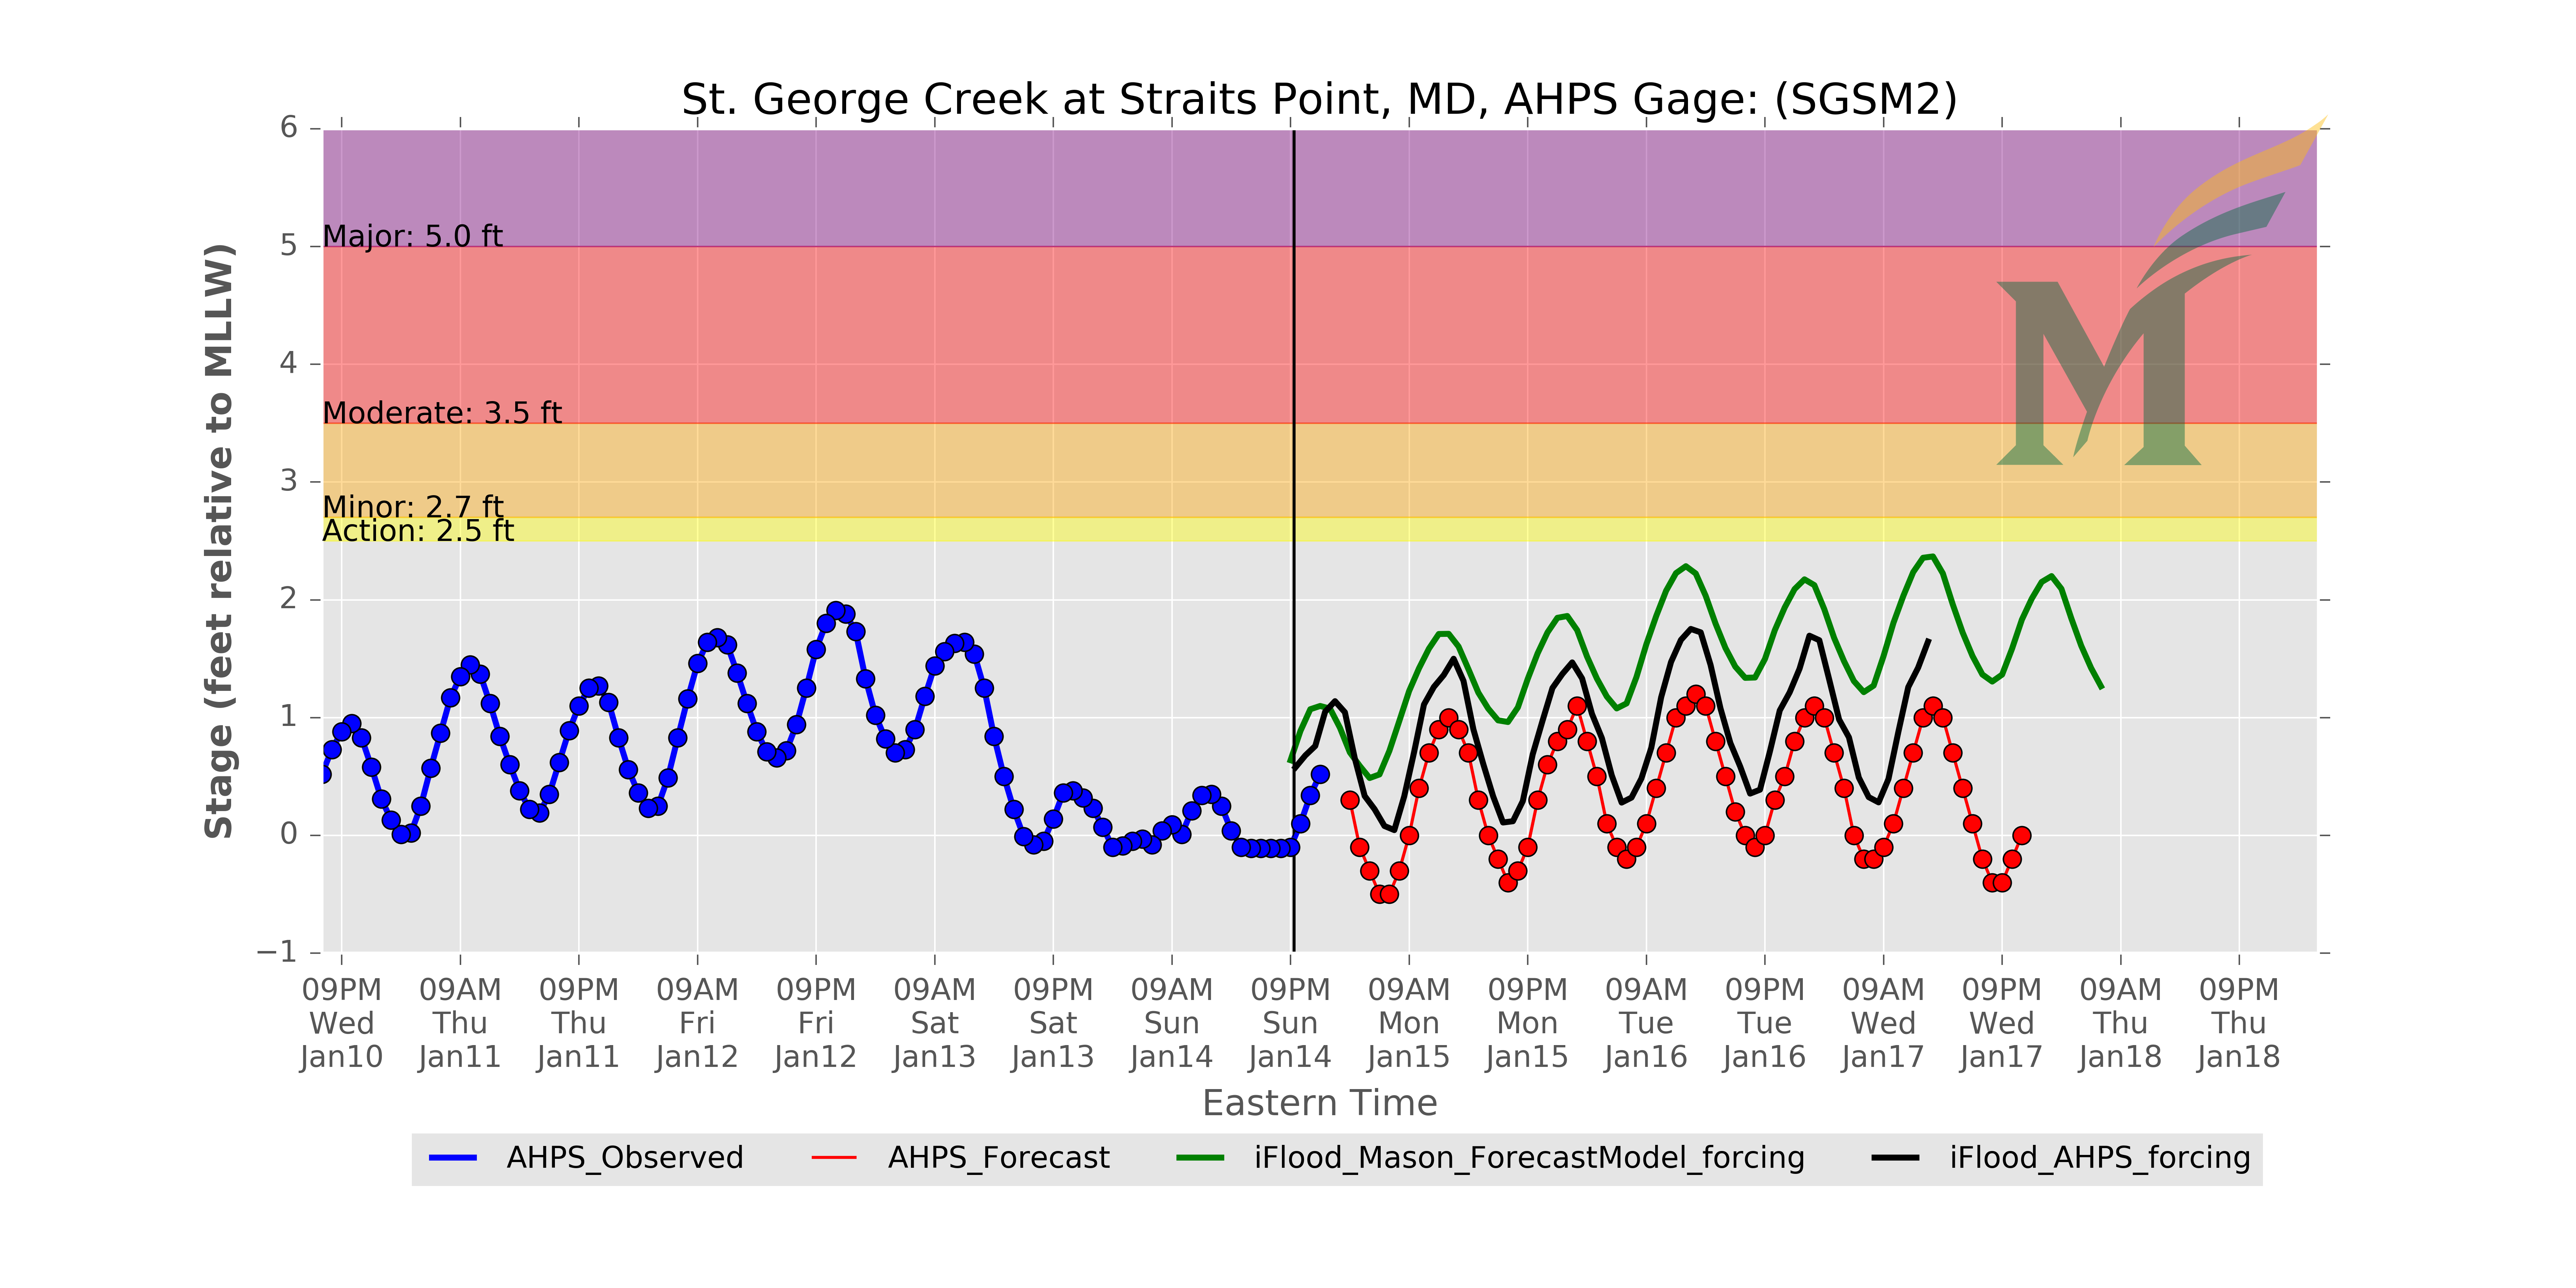 St. George Creek at Straits Point, MD, AHPS Gage: (SGSM2)
Stage (feet relative to MLLW)
6
5
4
3
2
1
0
−1
Major: 5.0 ft
Moderate: 3.5 ft
Minor: 2.7 ft
Action: 2.5 ft
M
09PM 09AM 09PM 09AM 09PM 09AM 09PM 09AM 09PM 09AM 09PM 09AM 09PM 09AM 09PM 09AM 09PM
Wed Thu Thu Fri Fri Sat Sat Sun Sun Mon Mon Tue Tue Wed Wed Thu Thu
Jan10 Jan11 Jan11 Jan12 Jan12 Jan13 Jan13 Jan14 Jan14 Jan15 Jan15 Jan16 Jan16 Jan17 Jan17 Jan18 Jan18
Eastern Time
AHPS_Observed AHPS_Forecast iFlood_Mason_ForecastModel_forcing iFlood_AHPS_forcing